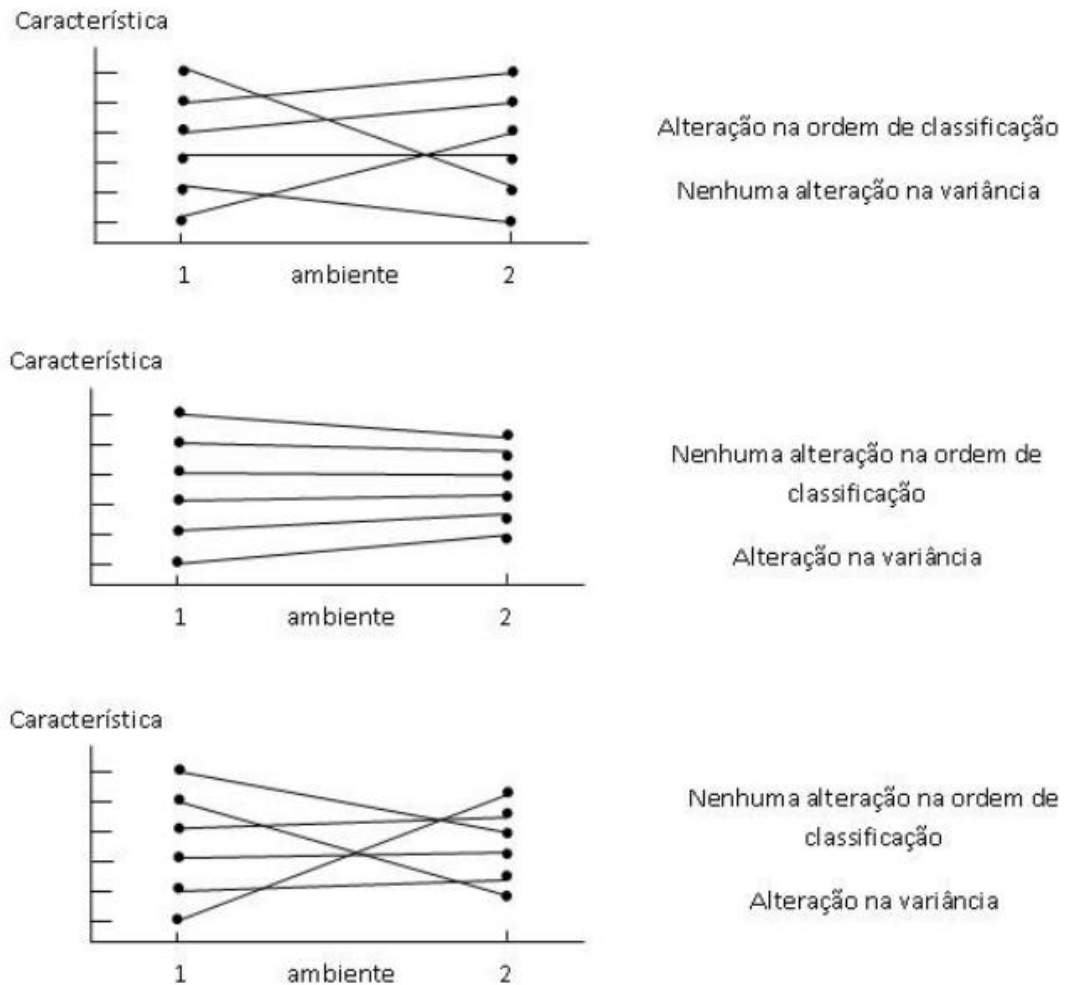 Característica
Alteração na ordem de classificação
Nenhuma alteração na variância
1 ambiente 2
Característica
Nenhuma alteração na ordem de
classificação
Alteração na variância
1 ambiente 2
Característica
Nenhuma alteração na ordem de
classificação
Alteração na variância
1 ambiente 2